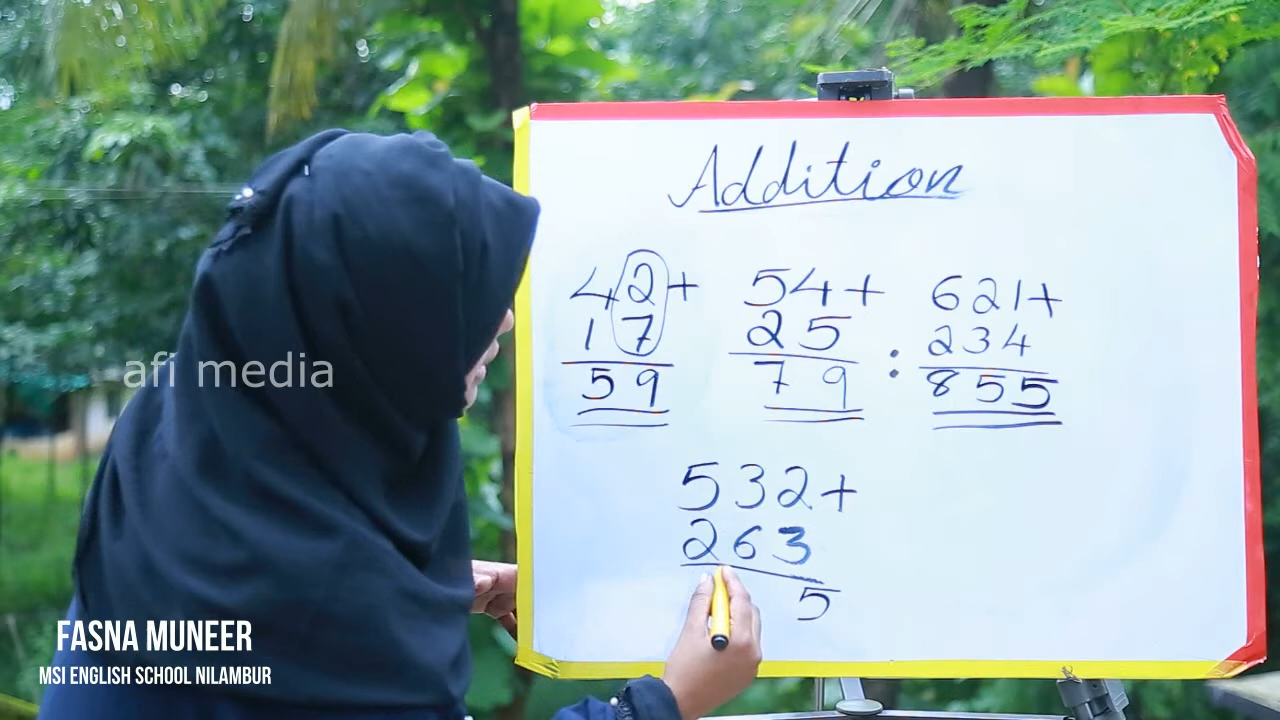 Addition
42+ 54+ 621+
17 25 : 234
59 79 855
532+
263
5
afi media
FASNA MUNEER
MSI ENGLISH SCHOOL NILAMBUR